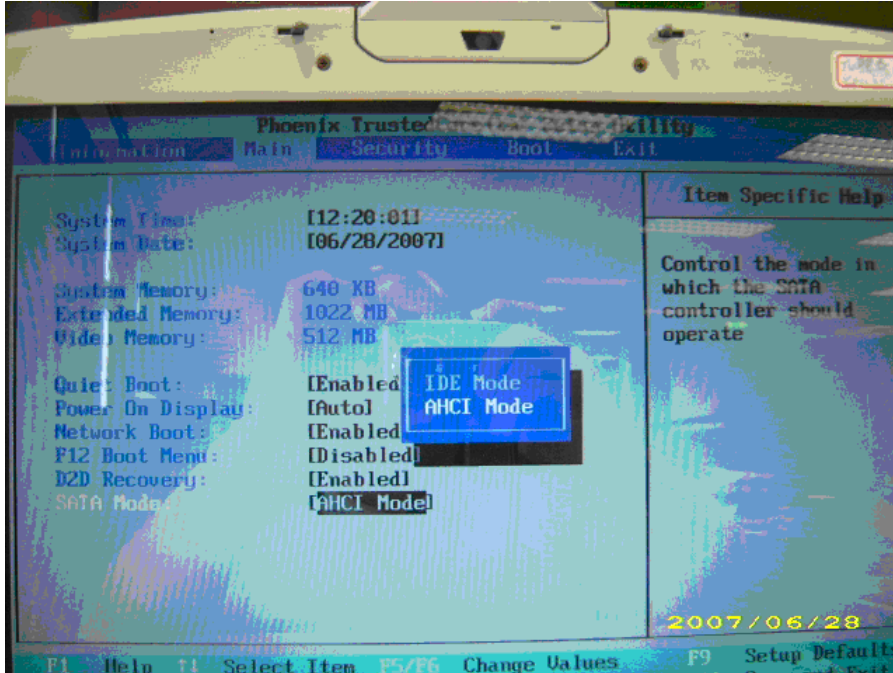 Phoenix Trusted
Information Main Security Boot Exit
Item Specific Help
System Time: [12:20:01]
System Date: [06/28/2007]
System Memory: 640 KB
Extended Memory: 1022 MB
Video Memory: 512 MB
Quiet Boot: [Enabled
Power On Display: [Auto]
Network Boot: [Enabled
F12 Boot Menu: [Disabled]
D2D Recovery: [Enabled]
SATA Mode: [AHCI Mode]
IDE Mode
AHCI Mode
Control the mode in
which the SATA
controller should
operate
2007/06/28
F1 Help ↑↓ Select Item F5/F6 Change Values F9 Setup Defaults